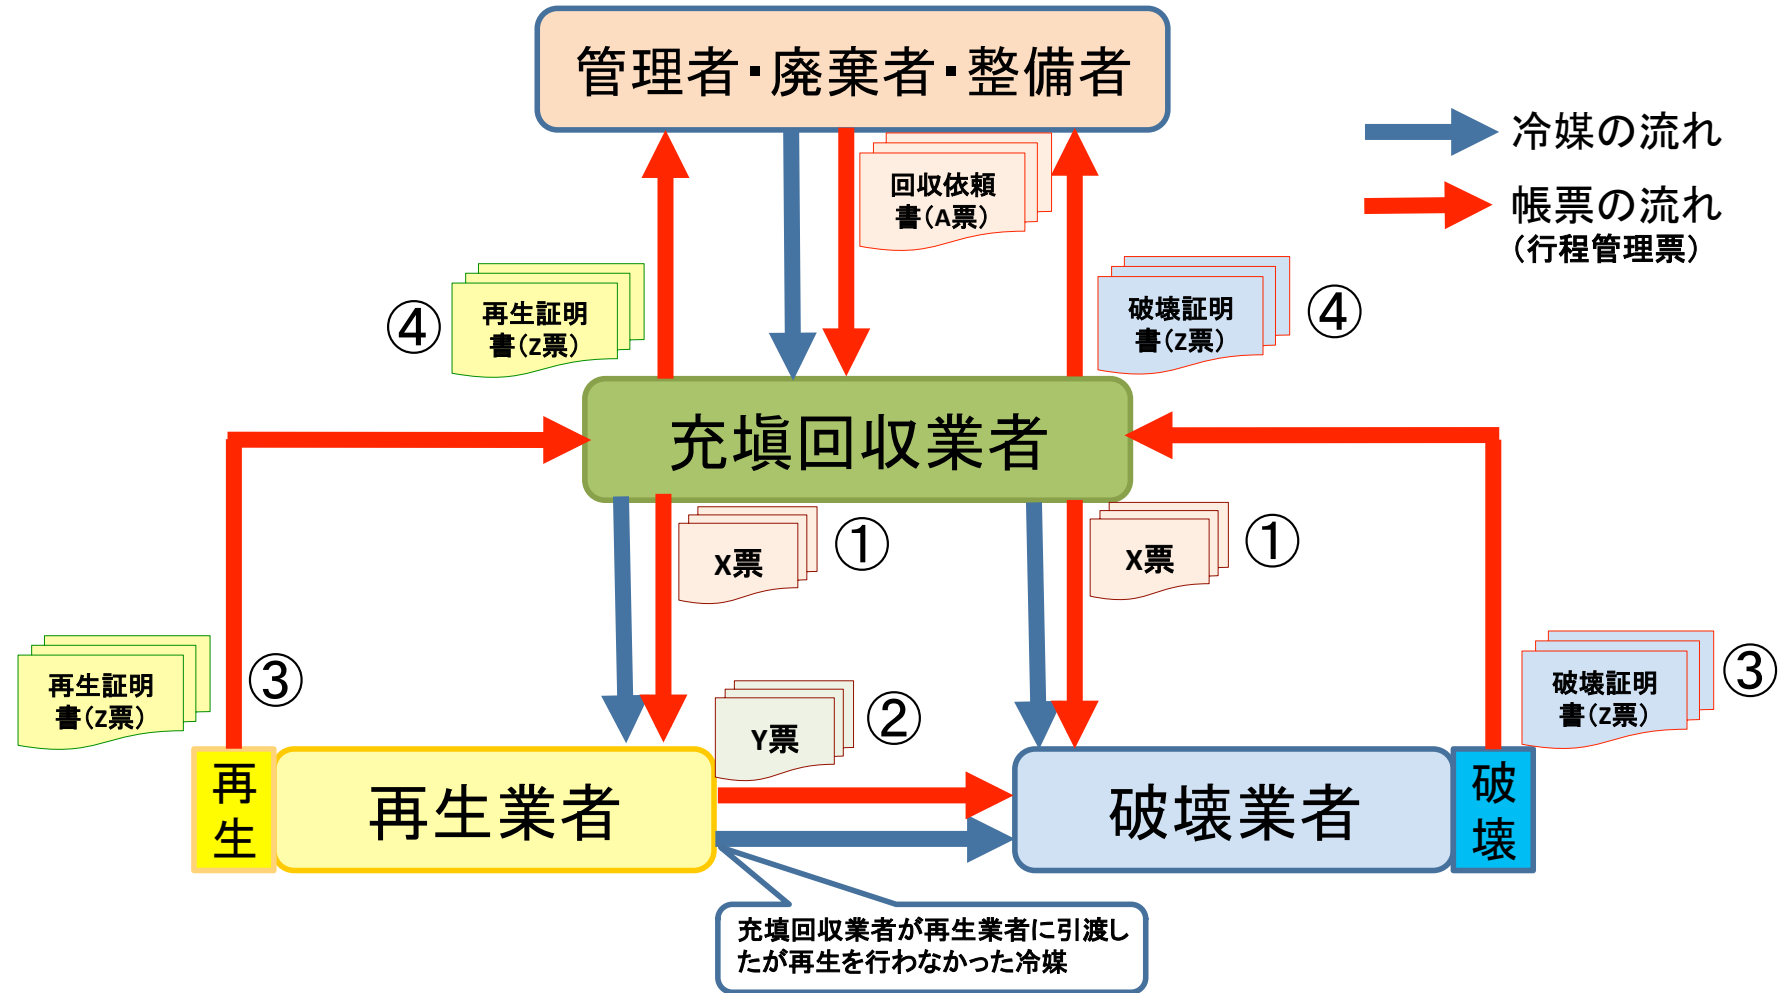 管理者・廃棄者・整備者
冷媒の流れ
帳票の流れ
（行程管理票）
回収依頼
書（A票）
④
再生証明
書（Z票）
破壊証明
書（Z票）
④
充塡回収業者
X票
①
X票
①
再生証明
書（Z票）
③
Y票
②
破壊証明
書（Z票）
③
再生
再生業者
破壊業者
破壊
充塡回収業者が再生業者に引渡し
たが再生を行わなかった冷媒